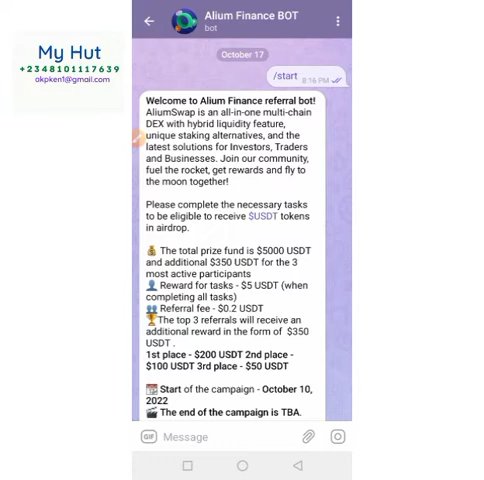 My Hut
+2348101117639
okpken1@gmail.com
Alium Finance BOT
bot
October 17
/start
8:16 PM
Welcome to Alium Finance referral bot!
AliumSwap is an all-in-one multi-chain
DEX with hybrid liquidity feature,
unique staking alternatives, and the
latest solutions for Investors, Traders
and Businesses. Join our community,
fuel the rocket, get rewards and fly to
the moon together!
Please complete the necessary tasks
to be eligible to receive $USDT tokens
in airdrop.
💰 The total prize fund is $5000 USDT
and additional $350 USDT for the 3
most active participants
👤 Reward for tasks - $5 USDT (when
completing all tasks)
👥 Referral fee - $0.2 USDT
🏆The top 3 referrals will receive an
additional reward in the form of $350
USDT .
1st place - $200 USDT 2nd place -
$100 USDT 3rd place - $50 USDT
📆 Start of the campaign - October 10,
2022
🎬 The end of the campaign is TBA.
GIF
Message